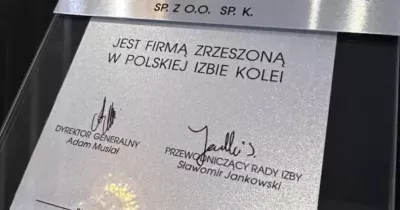 SP. Z O.O. SP. K.
JEST FIRMĄ ZRZESZONĄ
W POLSKIEJ IZBIE KOLEI
DYREKTOR GENERALNY
Adam Musiał
PRZEWODNICZĄCY RADY IZBY
Sławomir Jankowski